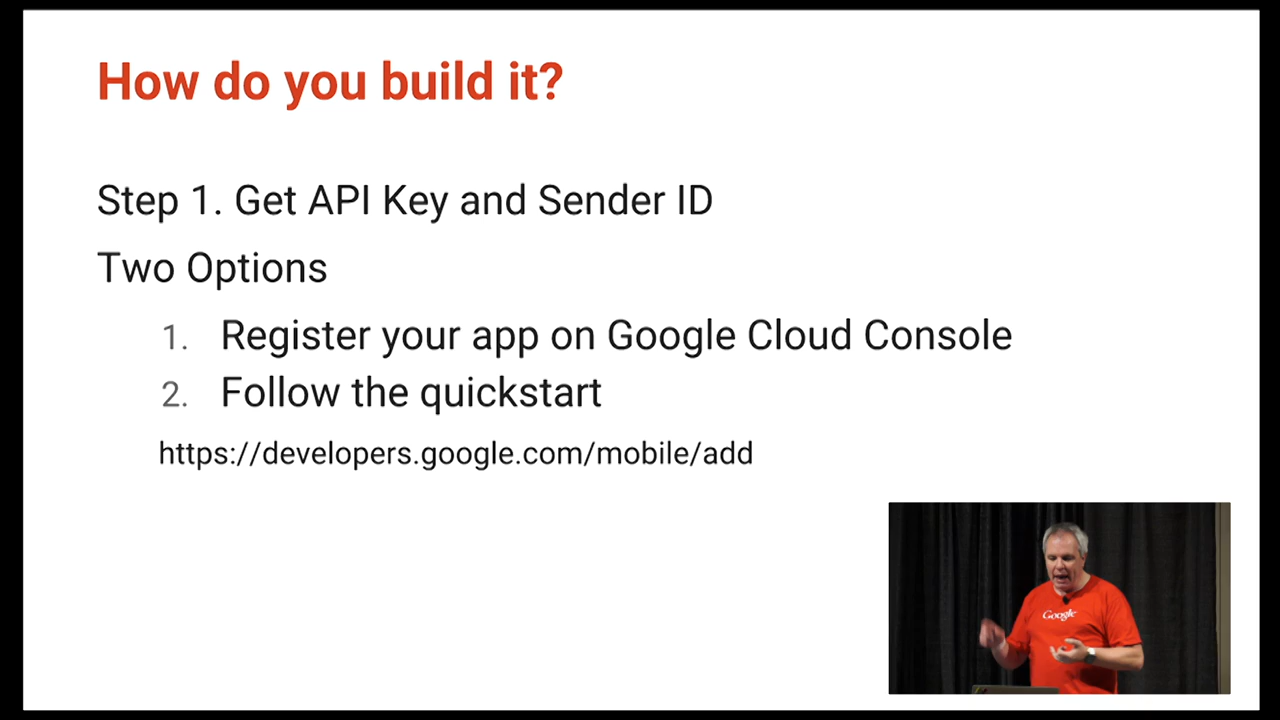 How do you build it?
Step 1. Get API Key and Sender ID
Two Options
1. Register your app on Google Cloud Console
2. Follow the quickstart
https://developers.google.com/mobile/add
Google